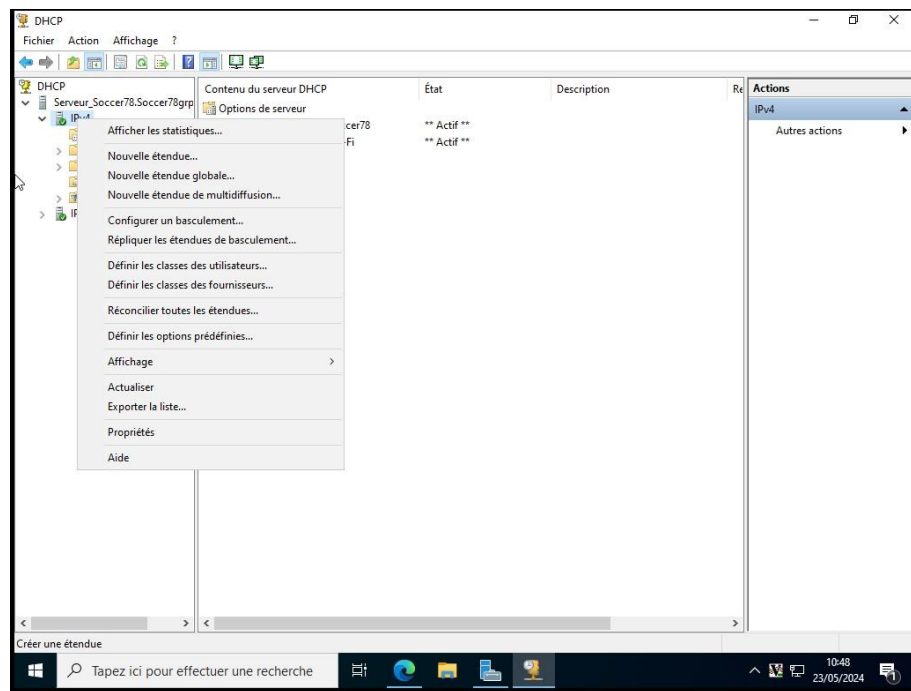 DHCP
Fichier Action Affichage ?
DHCP
Serveur_Soccer78.Soccer78grp
IPv4
Contenu du serveur DHCP État Description Re
Options de serveur
cer78 ** Actif **
-Fi ** Actif **
Actions
IPv4
Autres actions
Afficher les statistiques...
Nouvelle étendue...
Nouvelle étendue globale...
Nouvelle étendue de multidiffusion...
Configurer un basculement...
Répliquer les étendues de basculement...
Définir les classes des utilisateurs...
Définir les classes des fournisseurs...
Réconcilier toutes les étendues...
Définir les options prédéfinies...
Affichage
Actualiser
Exporter la liste...
Propriétés
Aide
Créer une étendue
Tapez ici pour effectuer une recherche
10:48
23/05/2024
1